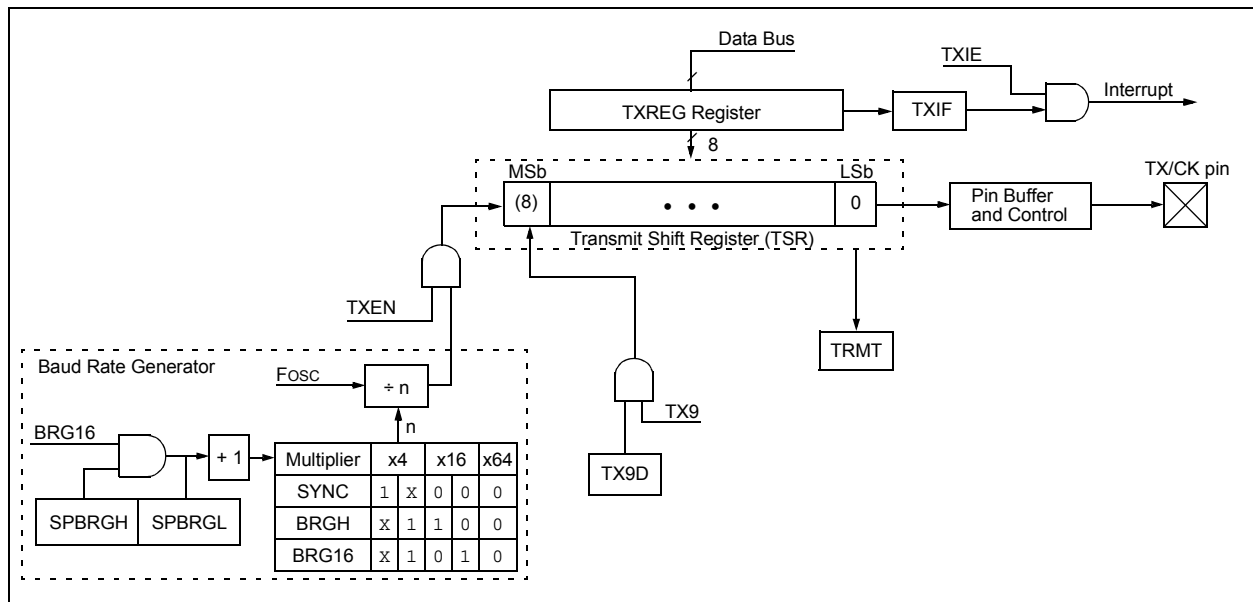 Data Bus
TXIE
Interrupt
TXREG Register
TXIF
8
MSb
LSb
TX/CK pin
(8)
• • •
0
Pin Buffer
and Control
Transmit Shift Register (TSR)
TXEN
TRMT
Baud Rate Generator
FOSC
÷ n
TX9
n
BRG16
+ 1
Multiplier x4 x16 x64
SYNC 1 X 0 0 0
BRGH X 1 1 0 0
BRG16 X 1 0 1 0
TX9D
SPBRGH SPBRGL